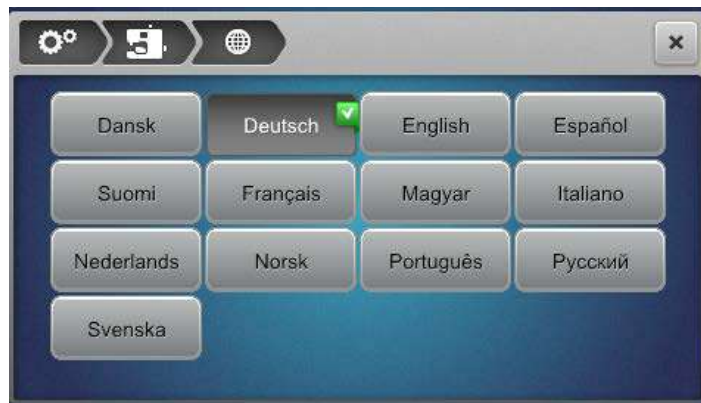 Dansk Deutsch English Español
Suomi Français Magyar Italiano
Nederlands Norsk Português Русский
Svenska